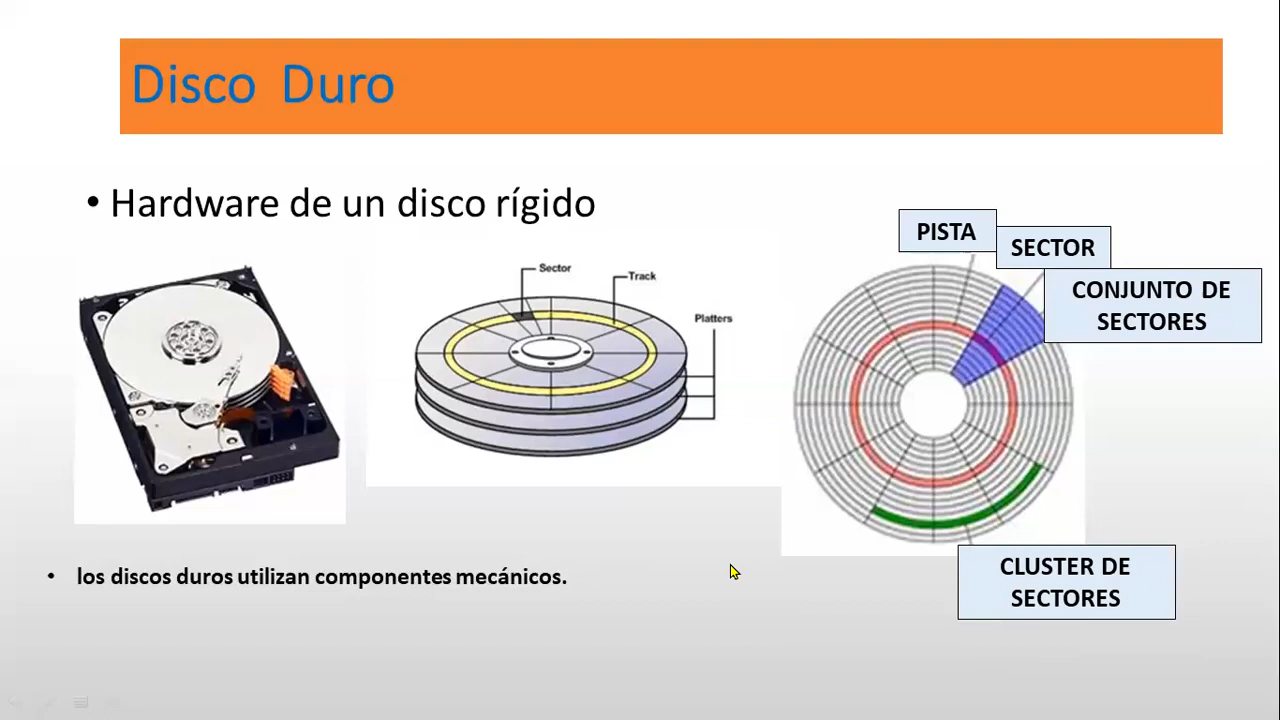 Disco Duro
• Hardware de un disco rígido
Sector
Track
Platters
PISTA
SECTOR
CONJUNTO DE
SECTORES
CLUSTER DE
SECTORES
• los discos duros utilizan componentes mecánicos.